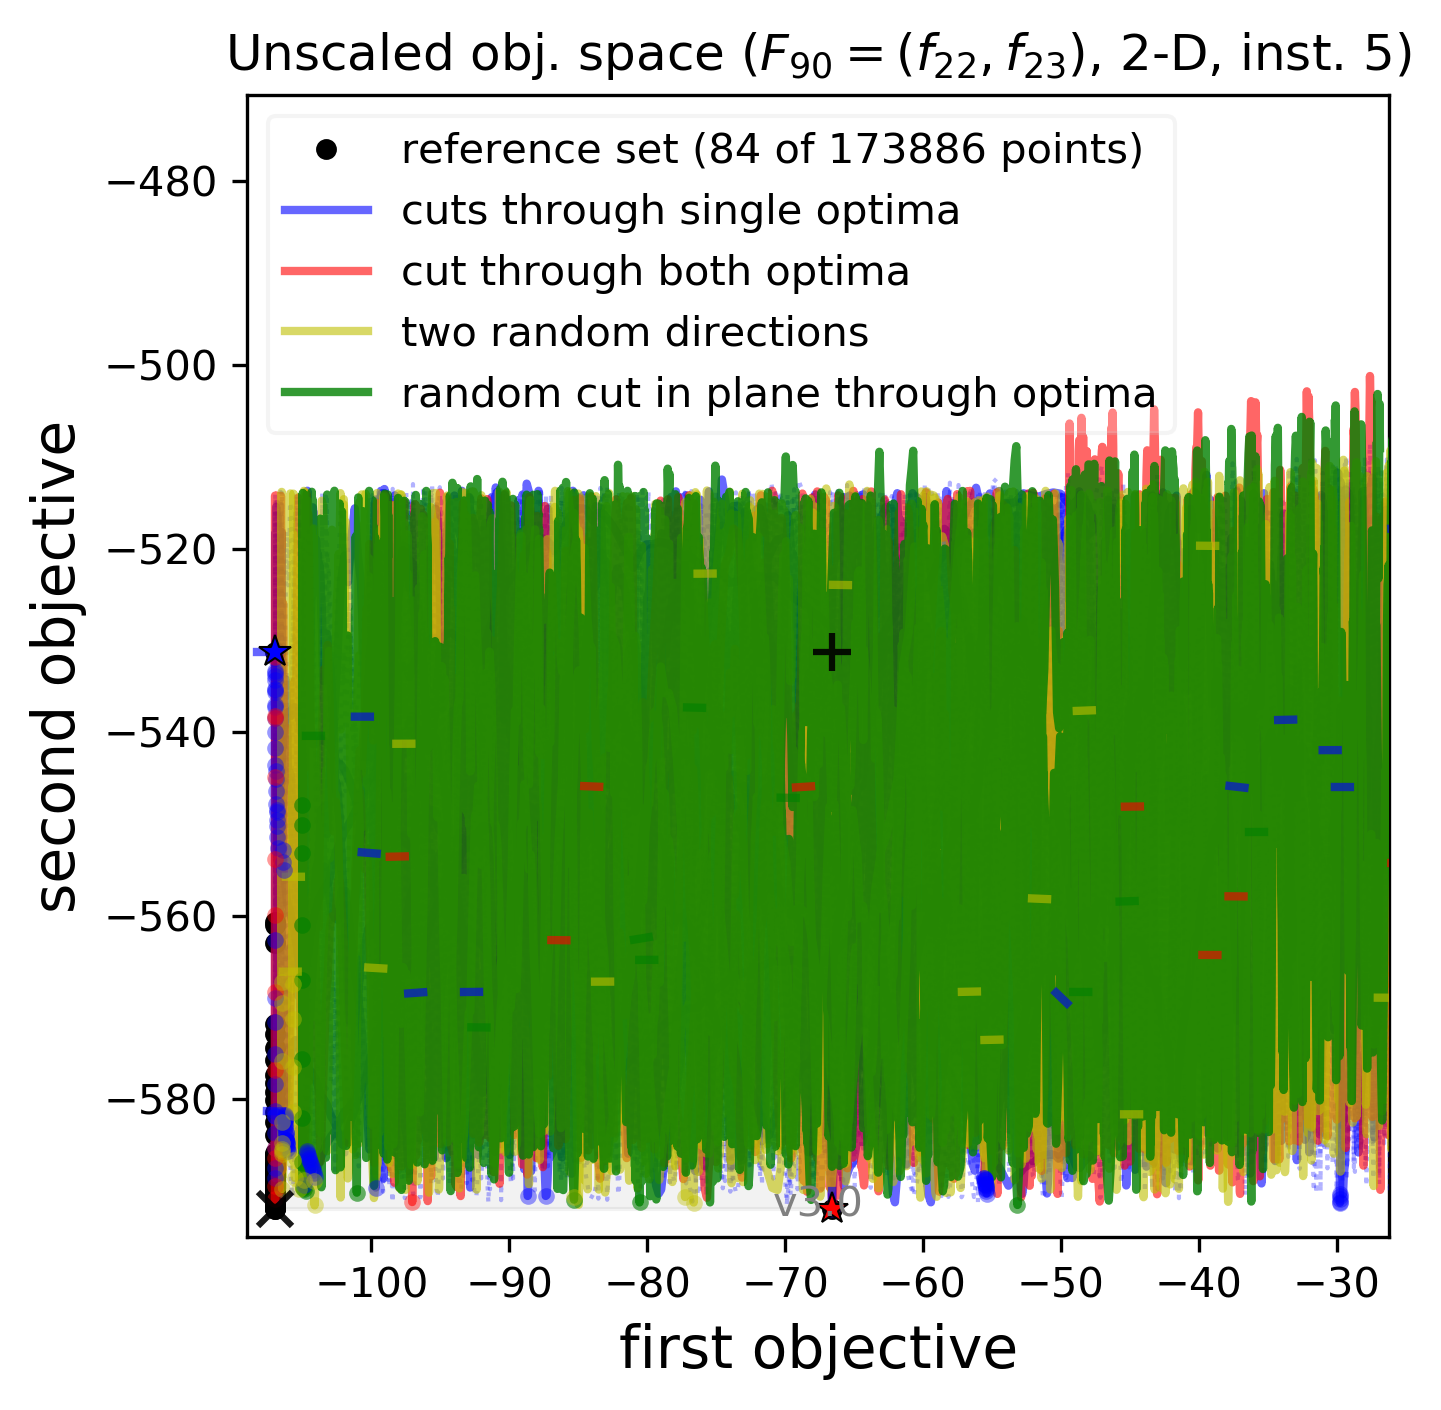 Unscaled obj. space (F₉₀ = (f₂₂, f₂₃), 2-D, inst. 5)
reference set (84 of 173886 points)
cuts through single optima
cut through both optima
two random directions
random cut in plane through optima
second objective
−480
−500
−520
−540
−560
−580
−100 −90 −80 −70 −60 −50 −40 −30
first objective